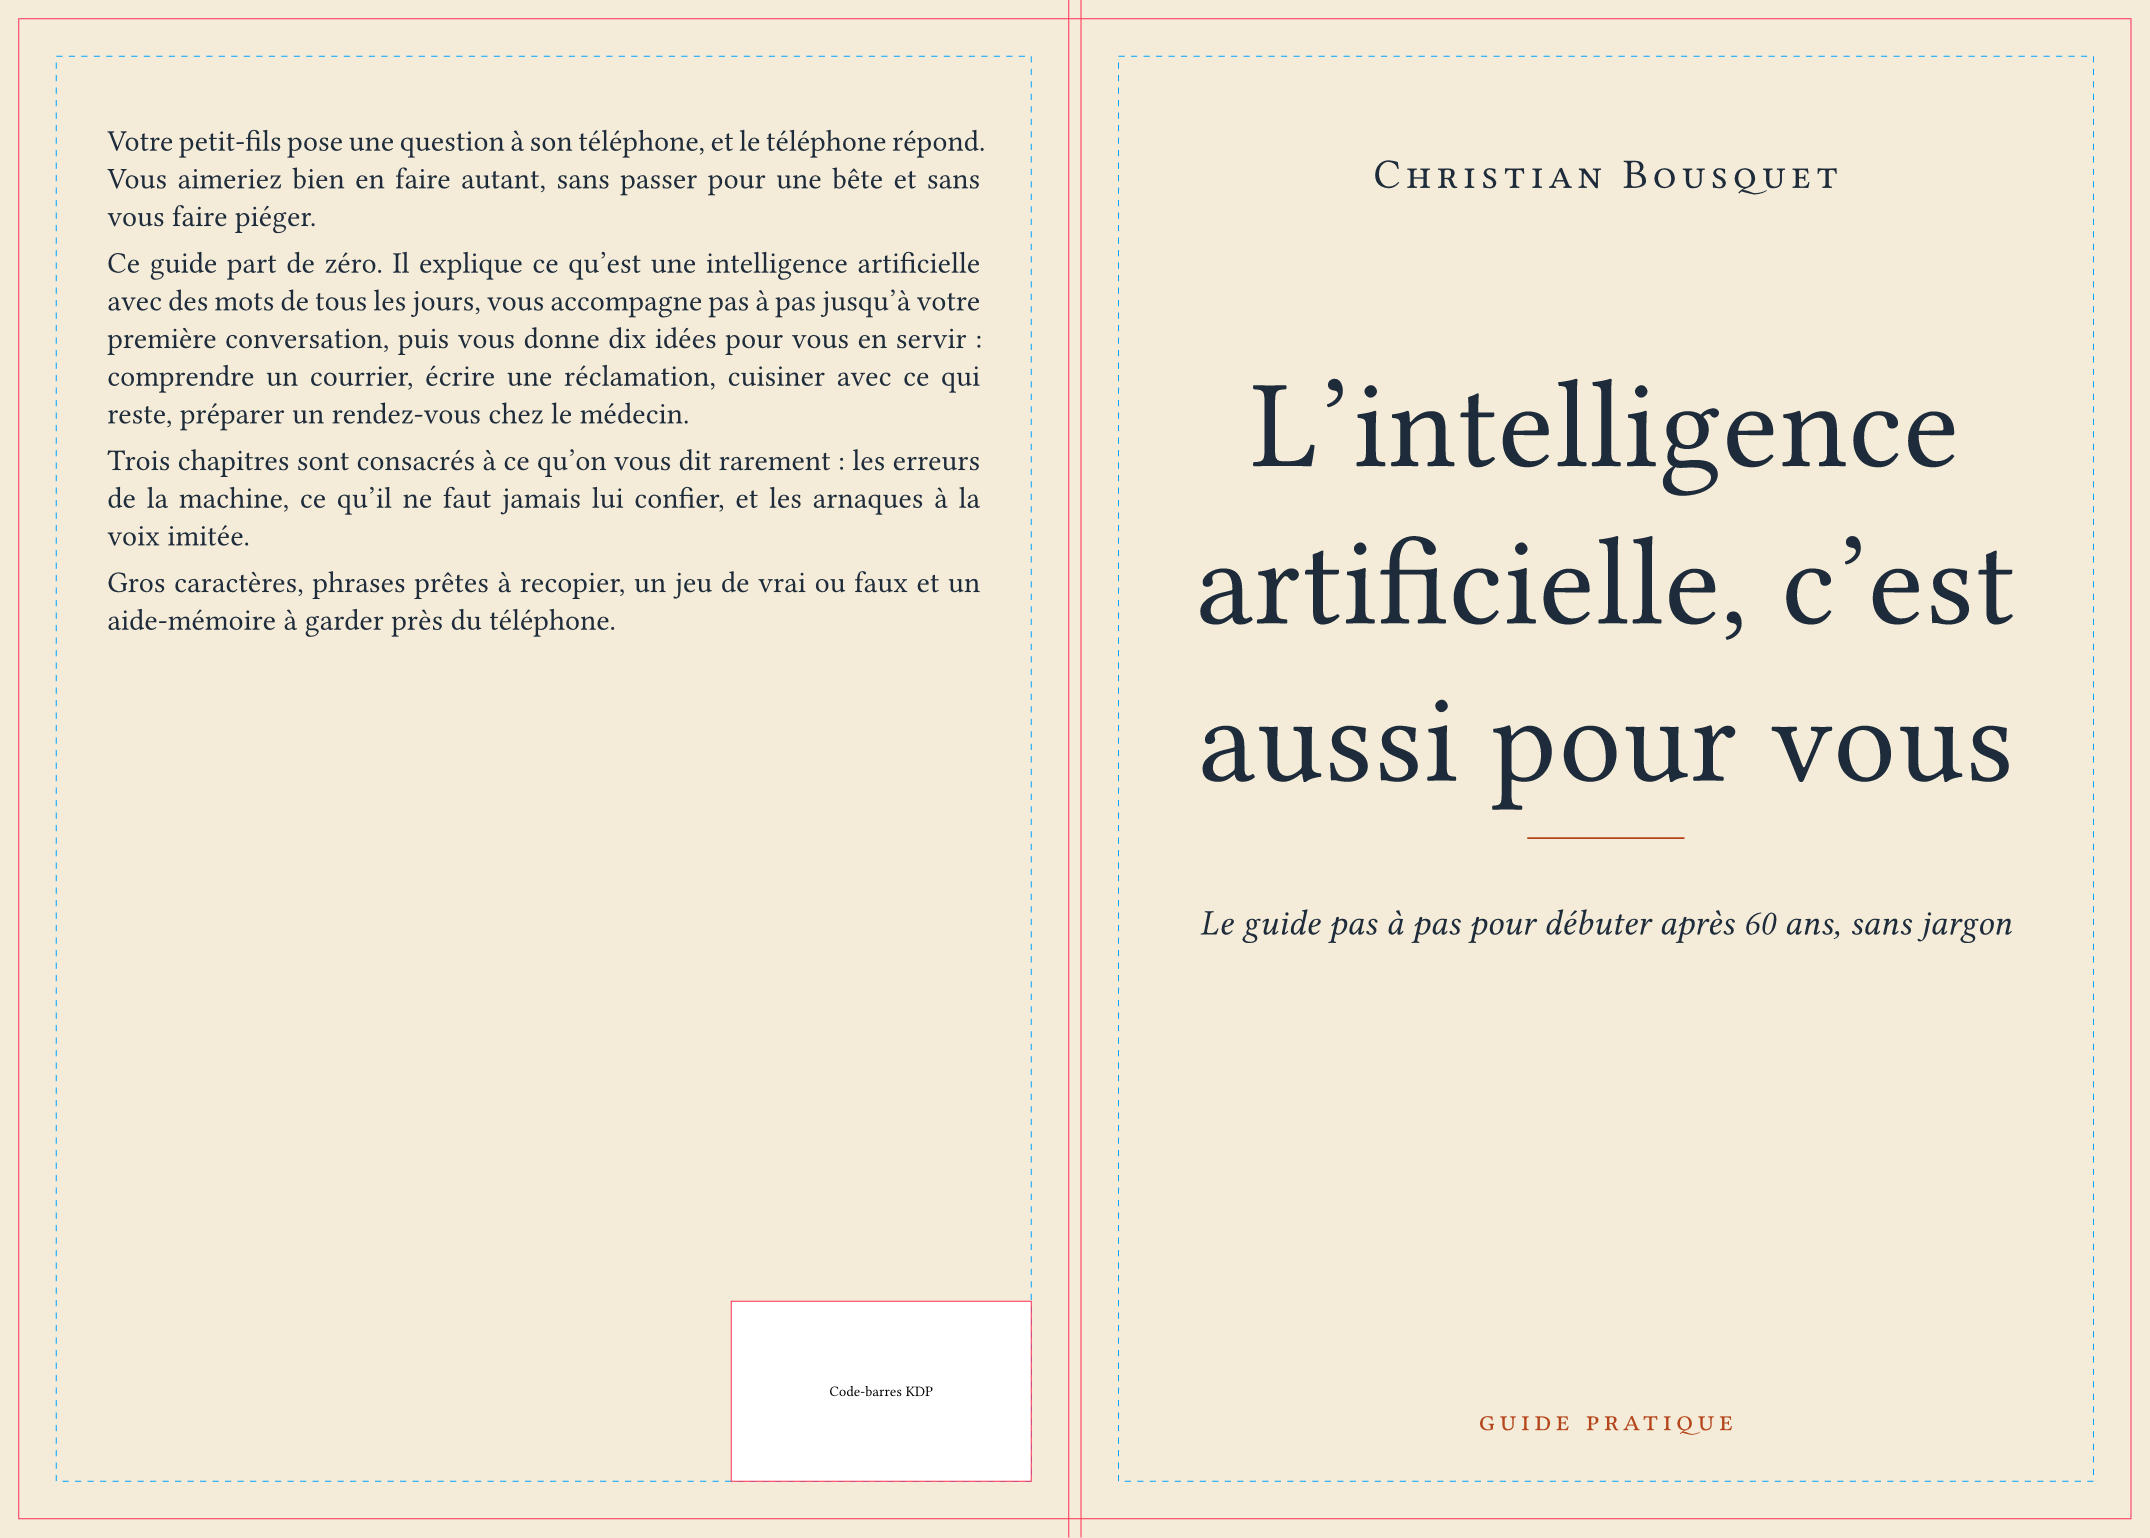 Votre petit-fils pose une question à son téléphone, et le téléphone répond.
Vous aimeriez bien en faire autant, sans passer pour une bête et sans
vous faire piéger.
Ce guide part de zéro. Il explique ce qu’est une intelligence artificielle
avec des mots de tous les jours, vous accompagne pas à pas jusqu’à votre
première conversation, puis vous donne dix idées pour vous en servir :
comprendre un courrier, écrire une réclamation, cuisiner avec ce qui
reste, préparer un rendez-vous chez le médecin.
Trois chapitres sont consacrés à ce qu’on vous dit rarement : les erreurs
de la machine, ce qu’il ne faut jamais lui confier, et les arnaques à la
voix imitée.
Gros caractères, phrases prêtes à recopier, un jeu de vrai ou faux et un
aide-mémoire à garder près du téléphone.
Code-barres KDP
Christian Bousquet
L’intelligence
artificielle, c’est
aussi pour vous
Le guide pas à pas pour débuter après 60 ans, sans jargon
GUIDE PRATIQUE